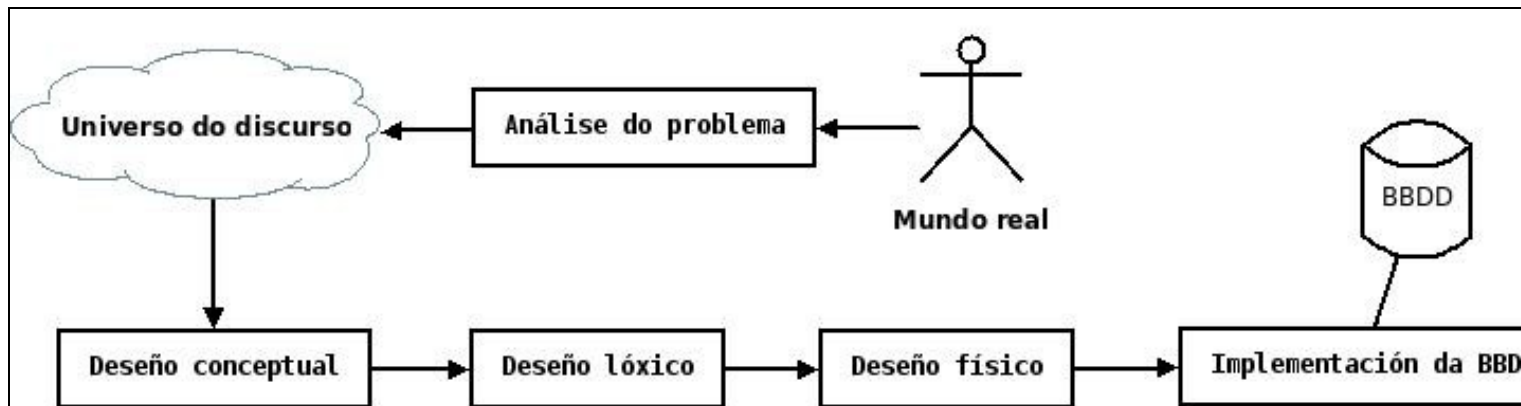 Universo do discurso
Análise do problema
Mundo real
BBDD
Deseño conceptual
Deseño lóxico
Deseño físico
Implementación da BBD